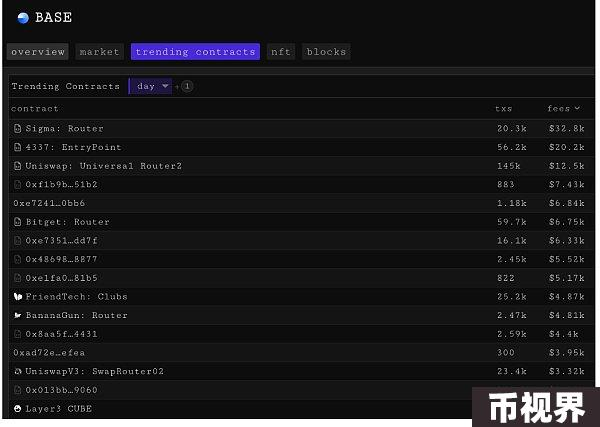 BASE
overview market trending contracts nft blocks
Trending Contracts day + 1
contract txs fees
Sigma: Router 20.3k $32.8k
4337: EntryPoint 56.2k $20.2k
Uniswap: Universal Router2 145k $12.5k
0xf1b9b…51b2 883 $7.43k
0xe7241…0bb6 1.18k $6.84k
Bitget: Router 59.7k $6.75k
0xe7351…dd7f 16.1k $6.33k
0x48698…8877 2.45k $5.52k
0xe1fa0…81b5 822 $5.17k
FriendTech: Clubs 25.2k $4.87k
BananaGun: Router 2.47k $4.81k
0x8aa5f…4431 2.59k $4.4k
0xad72e…efea 300 $3.95k
UniswapV3: SwapRouter02 23.4k $3.32k
0x013bb…9060
Layer3 CUBE
币视界